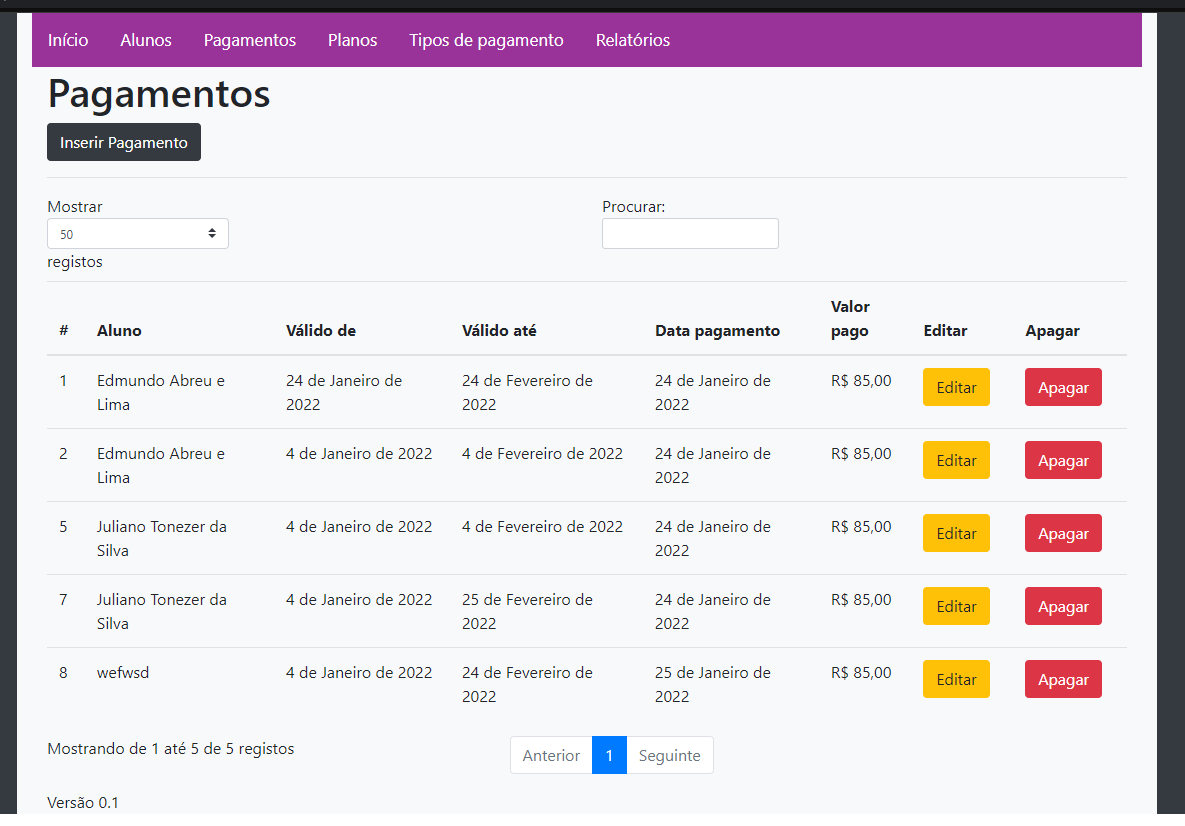 Início Alunos Pagamentos Planos Tipos de pagamento Relatórios
Pagamentos
Inserir Pagamento
Mostrar
50
registos
Procurar:
# Aluno Válido de Válido até Data pagamento Valor pago Editar Apagar
1 Edmundo Abreu e Lima 24 de Janeiro de 2022 24 de Fevereiro de 2022 24 de Janeiro de 2022 R$ 85,00 Editar Apagar
2 Edmundo Abreu e Lima 4 de Janeiro de 2022 4 de Fevereiro de 2022 24 de Janeiro de 2022 R$ 85,00 Editar Apagar
5 Juliano Tonezer da Silva 4 de Janeiro de 2022 4 de Fevereiro de 2022 24 de Janeiro de 2022 R$ 85,00 Editar Apagar
7 Juliano Tonezer da Silva 4 de Janeiro de 2022 25 de Fevereiro de 2022 24 de Janeiro de 2022 R$ 85,00 Editar Apagar
8 wefwsd 4 de Janeiro de 2022 24 de Fevereiro de 2022 25 de Janeiro de 2022 R$ 85,00 Editar Apagar
Mostrando de 1 até 5 de 5 registos
Anterior 1 Seguinte
Versão 0.1